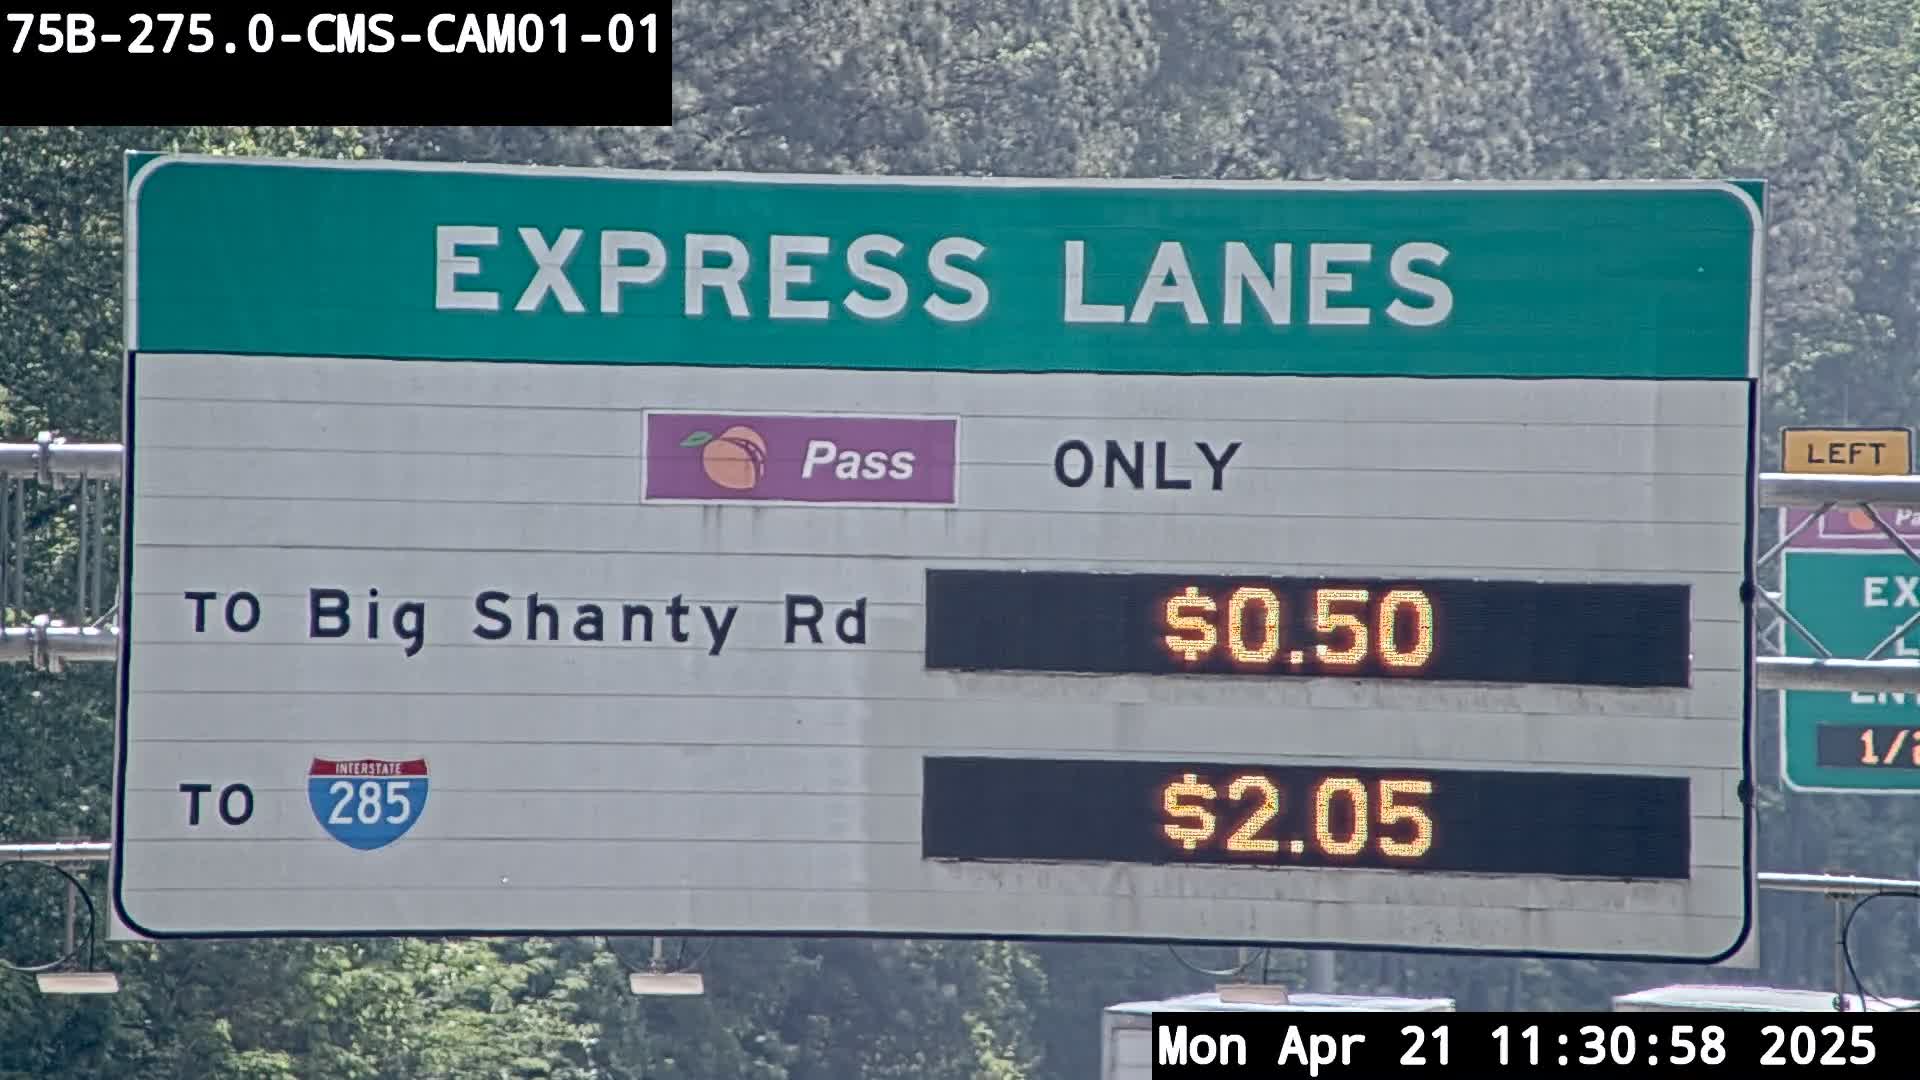 75B-275.0-CMS-CAM01-01
EXPRESS LANES
Pass ONLY
TO Big Shanty Rd $0.50
INTERSTATE
TO 285 $2.05
LEFT
1/
Mon Apr 21 11:30:58 2025